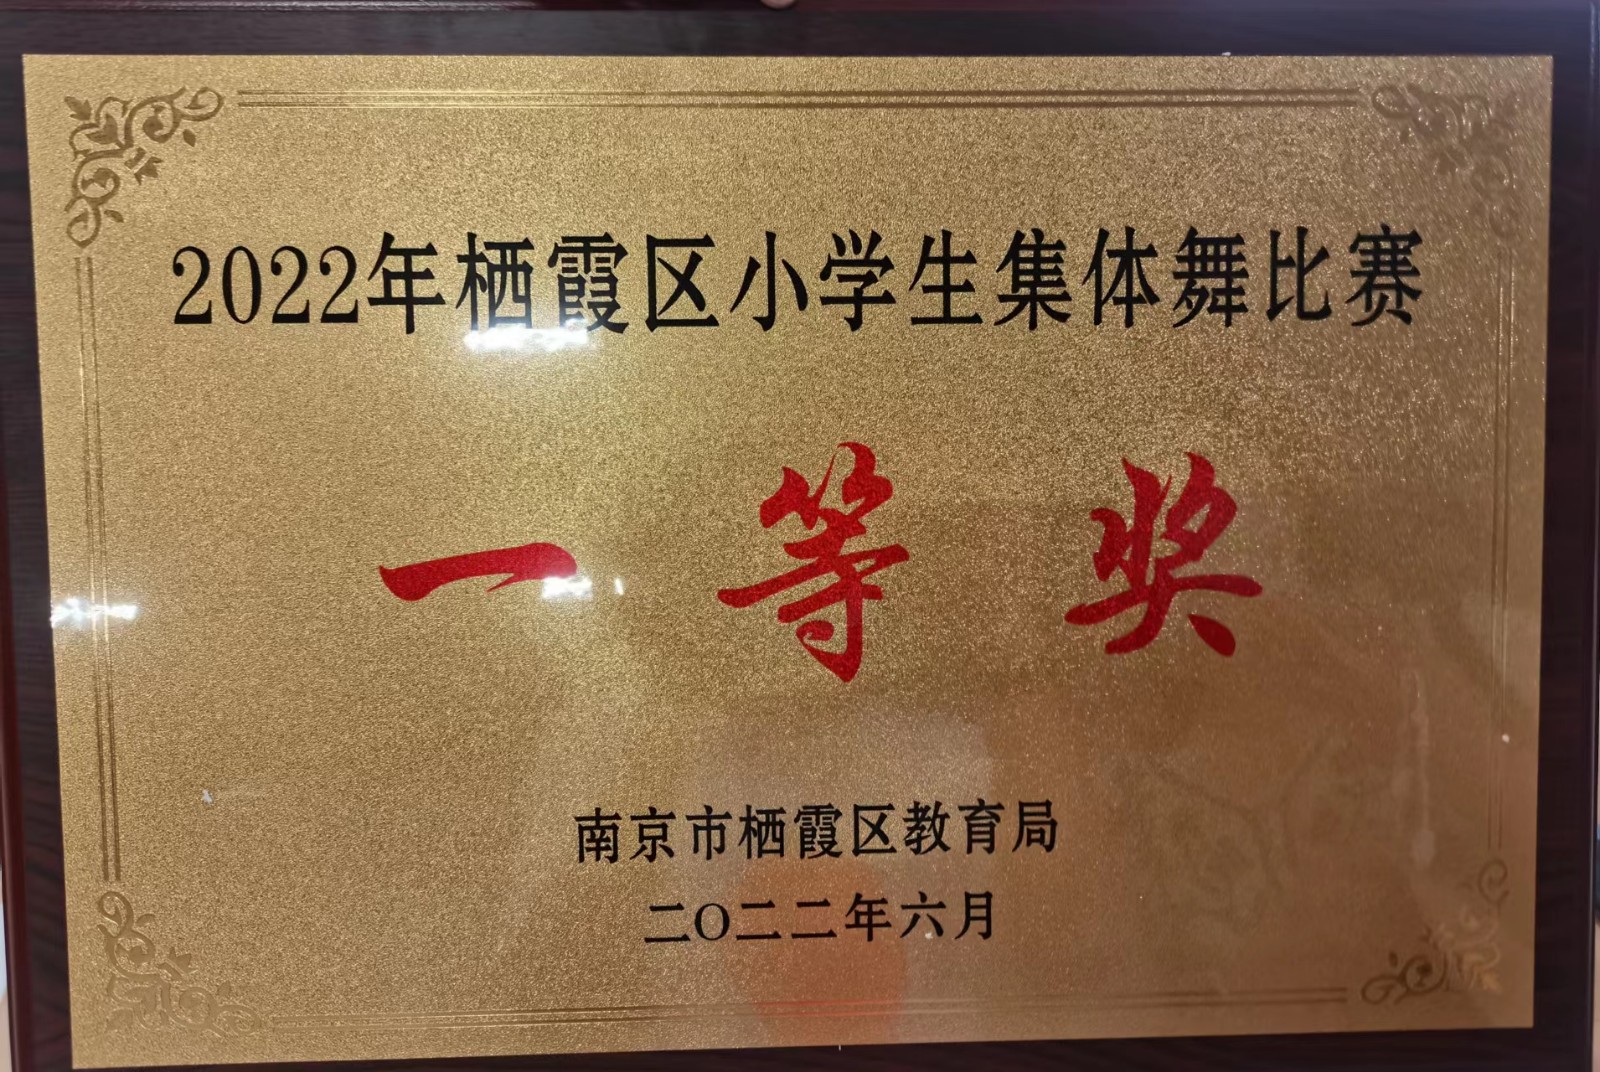 2022年栖霞区小学生集体舞比赛
一等奖
南京市栖霞区教育局
二〇二二年六月